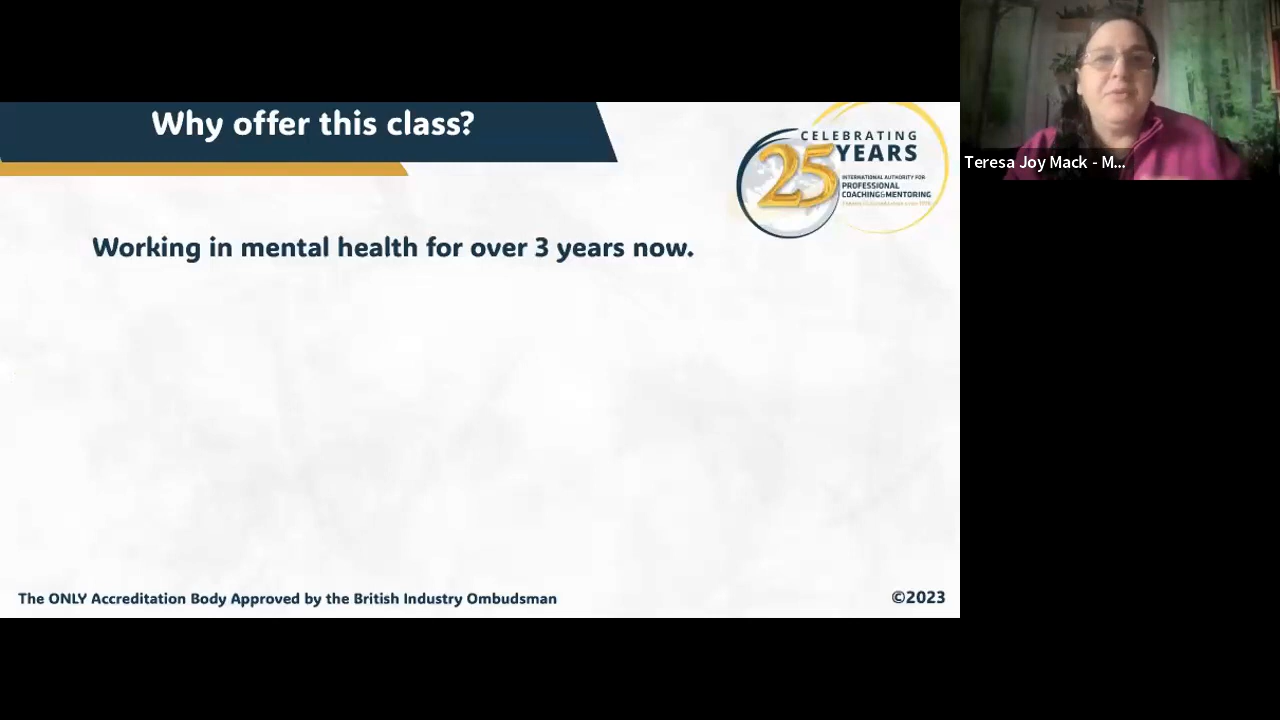 Why offer this class?
CELEBRATING
25 YEARS
INTERNATIONAL AUTHORITY FOR
PROFESSIONAL
COACHING&MENTORING
Working in mental health for over 3 years now.
The ONLY Accreditation Body Approved by the British Industry Ombudsman
©2023
Teresa Joy Mack - M...